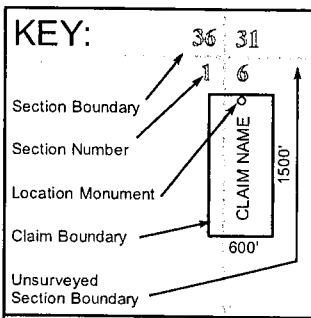 KEY:
36 31
1 6
Section Boundary
Section Number
Location Monument
Claim Boundary
Unsurveyed
Section Boundary
CLAIM NAME
1500'
600'